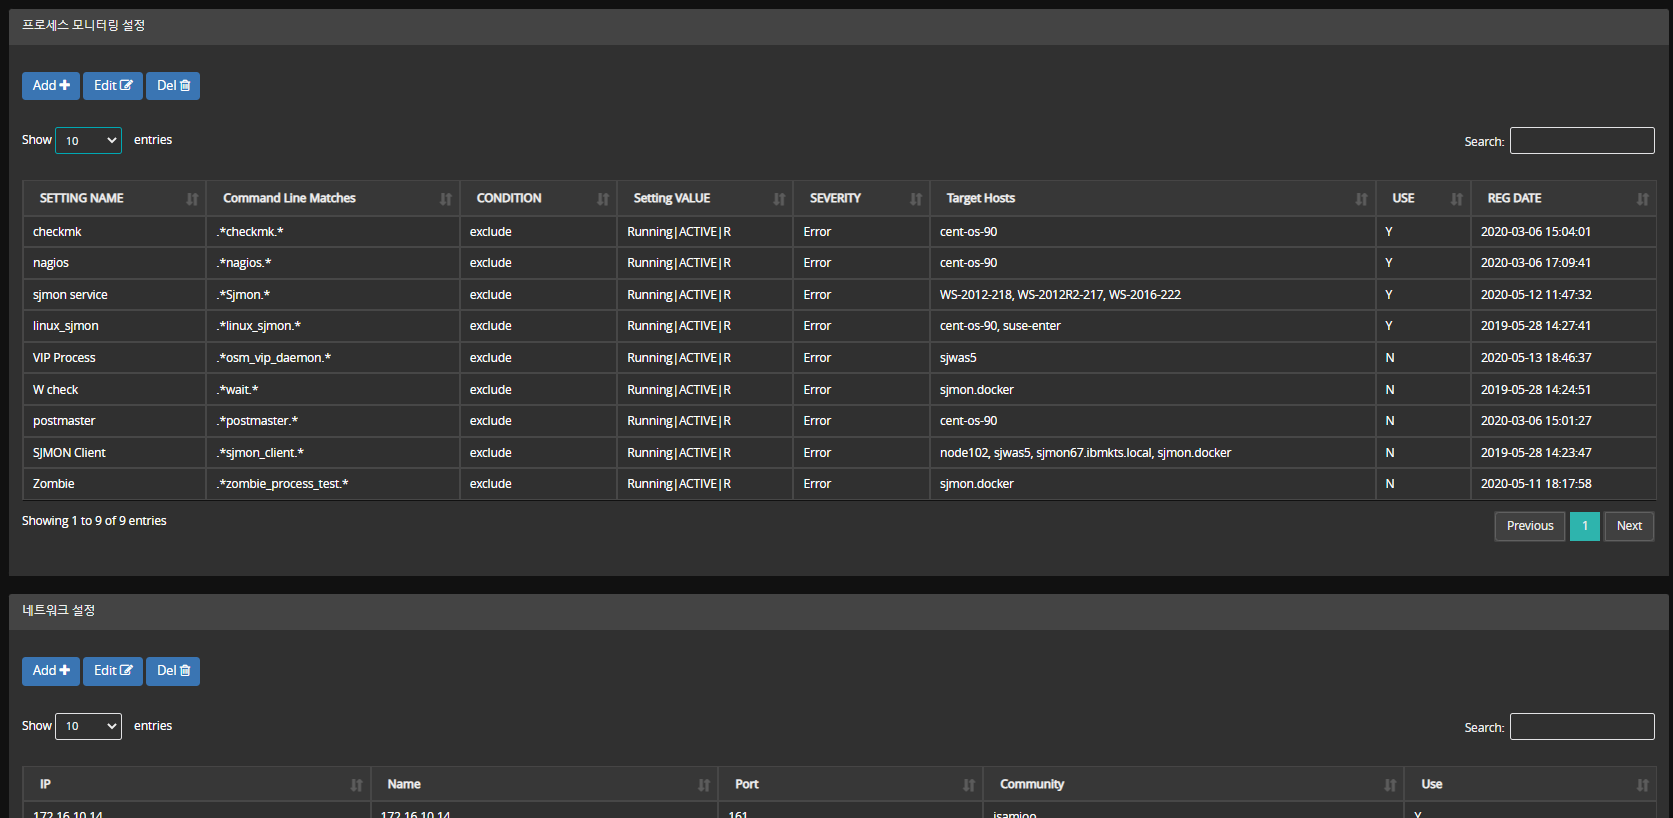 프로세스 모니터링 설정
Add Edit Del
Show 10 entries Search:
SETTING NAME Command Line Matches CONDITION Setting VALUE SEVERITY Target Hosts USE REG DATE
checkmk .*checkmk.* exclude Running|ACTIVE|R Error cent-os-90 Y 2020-03-06 15:04:01
nagios .*nagios.* exclude Running|ACTIVE|R Error cent-os-90 Y 2020-03-06 17:09:41
sjmon service .*Sjmon.* exclude Running|ACTIVE|R Error WS-2012-218, WS-2012R2-217, WS-2016-222 Y 2020-05-12 11:47:32
linux_sjmon .*linux_sjmon.* exclude Running|ACTIVE|R Error cent-os-90, suse-enter Y 2019-05-28 14:27:41
VIP Process .*osm_vip_daemon.* exclude Running|ACTIVE|R Error sjwas5 N 2020-05-13 18:46:37
W check .*wait.* exclude Running|ACTIVE|R Error sjmon.docker N 2019-05-28 14:24:51
postmaster .*postmaster.* exclude Running|ACTIVE|R Error cent-os-90 N 2020-03-06 15:01:27
SJMON Client .*sjmon_client.* exclude Running|ACTIVE|R Error node102, sjwas5, sjmon67.ibmkts.local, sjmon.docker N 2019-05-28 14:23:47
Zombie .*zombie_process_test.* exclude Running|ACTIVE|R Error sjmon.docker N 2020-05-11 18:17:58
Showing 1 to 9 of 9 entries Previous 1 Next
네트워크 설정
Add Edit Del
Show 10 entries Search:
IP Name Port Community Use
172.16.10.14 172.16.10.14 161 Y